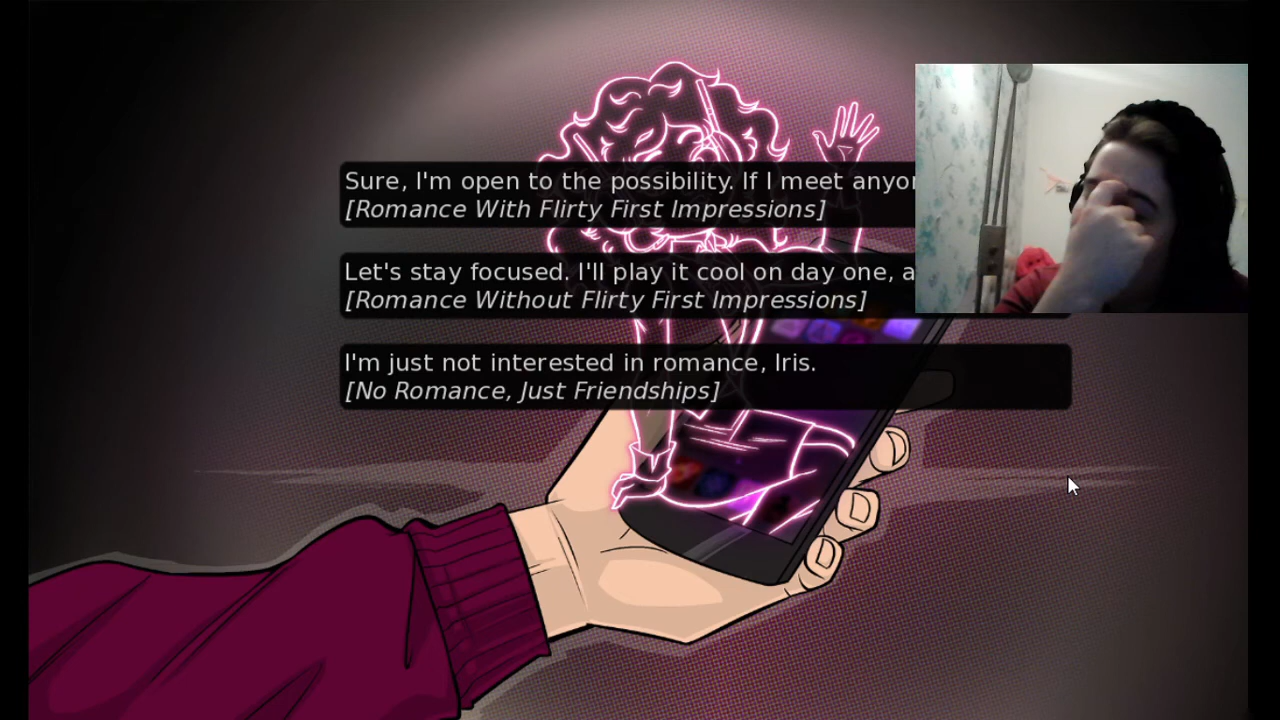 Sure, I'm open to the possibility. If I meet
[Romance With Flirty First Impressions]
Let's stay focused. I'll play it cool on day one,
[Romance Without Flirty First Impressions]
I'm just not interested in romance, Iris.
[No Romance, Just Friendships]